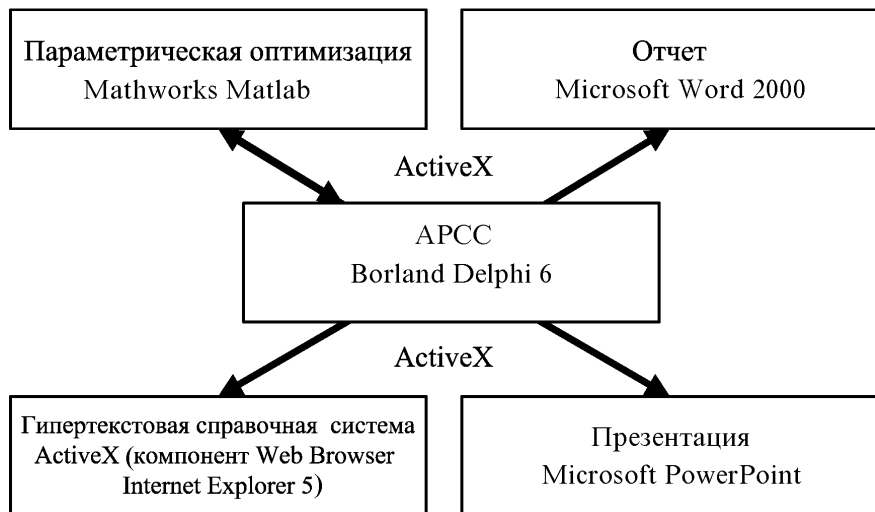 Параметрическая оптимизация
Mathworks Matlab
Отчет
Microsoft Word 2000
ActiveX
АРСС
Borland Delphi 6
ActiveX
Гипертекстовая справочная система
ActiveX (компонент Web Browser
Internet Explorer 5)
Презентация
Microsoft PowerPoint